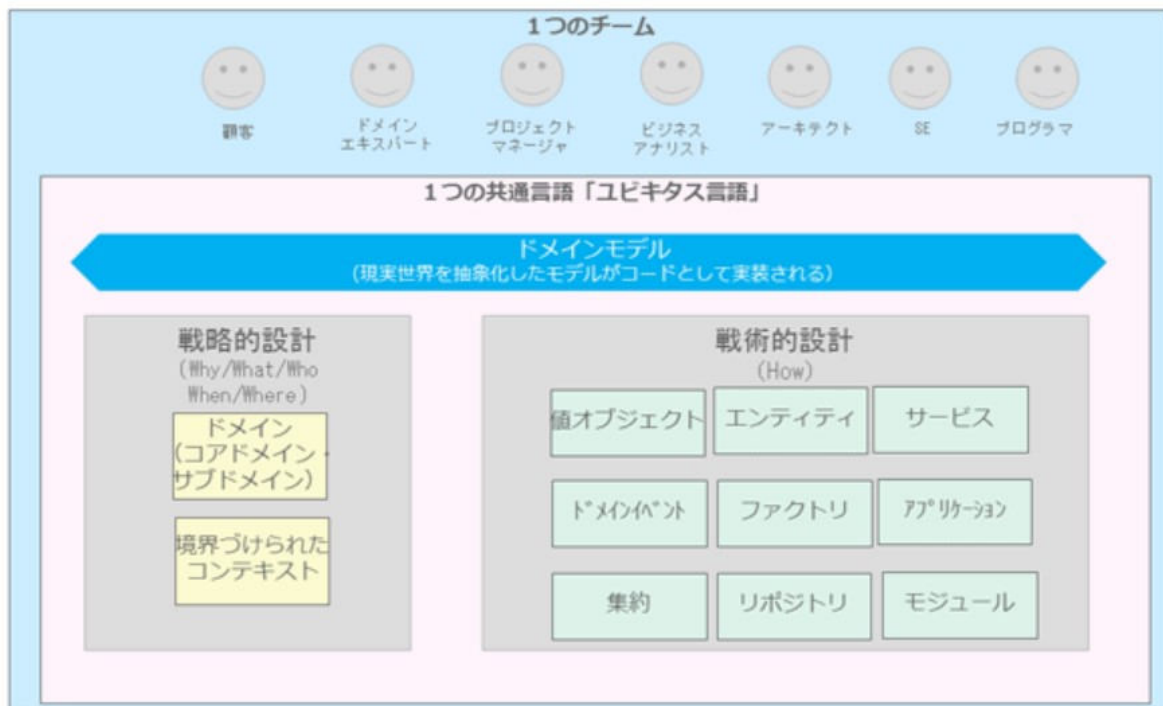 1つのチーム
顧客
ドメイン
エキスパート
プロジェクト
マネージャ
ビジネス
アナリスト
アーキテクト
SE
プログラマ
1つの共通言語「ユビキタス言語」
ドメインモデル
(現実世界を抽象化したモデルがコードとして実装される)
戦略的設計
(Why/What/Who
When/Where)
ドメイン
(コアドメイン・
サブドメイン)
境界づけられた
コンテキスト
戦術的設計
(How)
値オブジェクト
エンティティ
サービス
ドメインイベント
ファクトリ
アプリケーション
集約
リポジトリ
モジュール